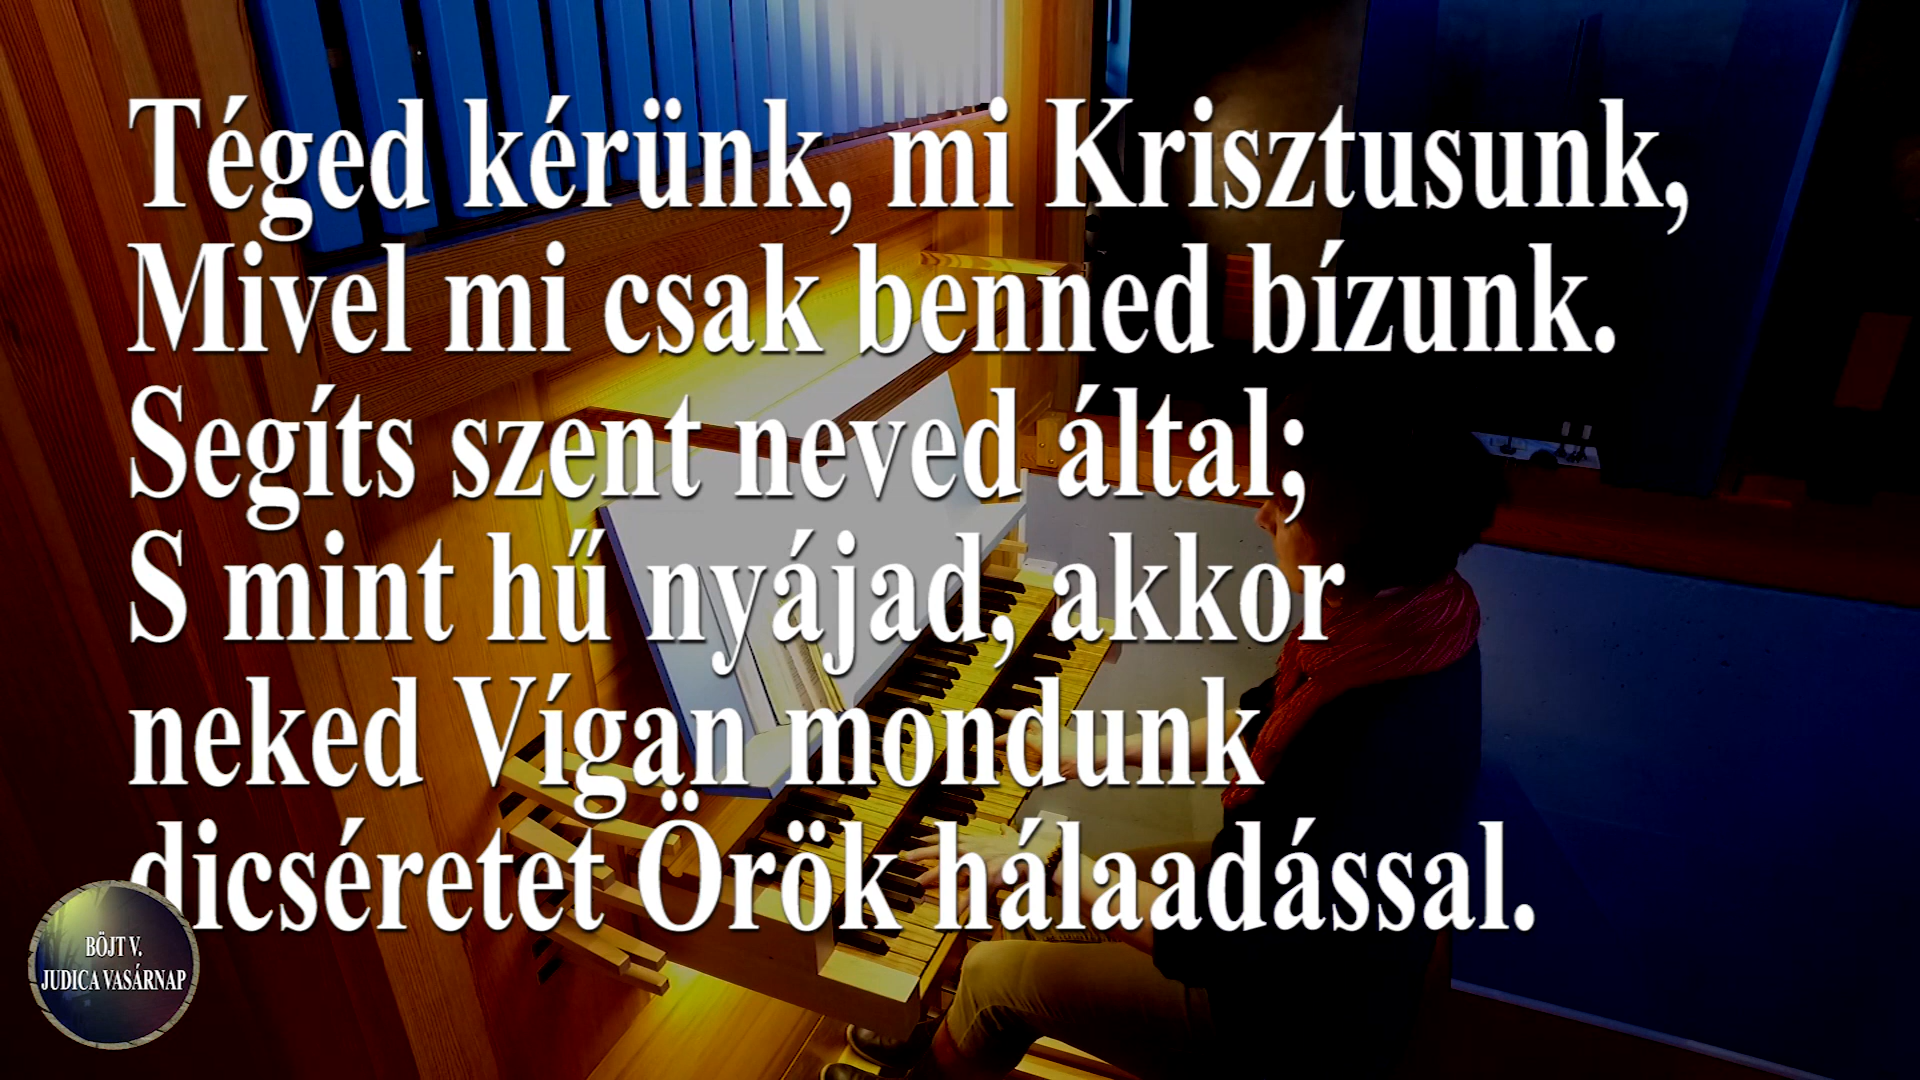 Téged kérünk, mi Krisztusunk,
Mivel mi csak benned bízunk.
Segíts szent neved által;
S mint hű nyájad, akkor
neked Vígan mondunk
dicséretet Örök hálaadással.
BÖJT V.
JUDICA VASÁRNAP